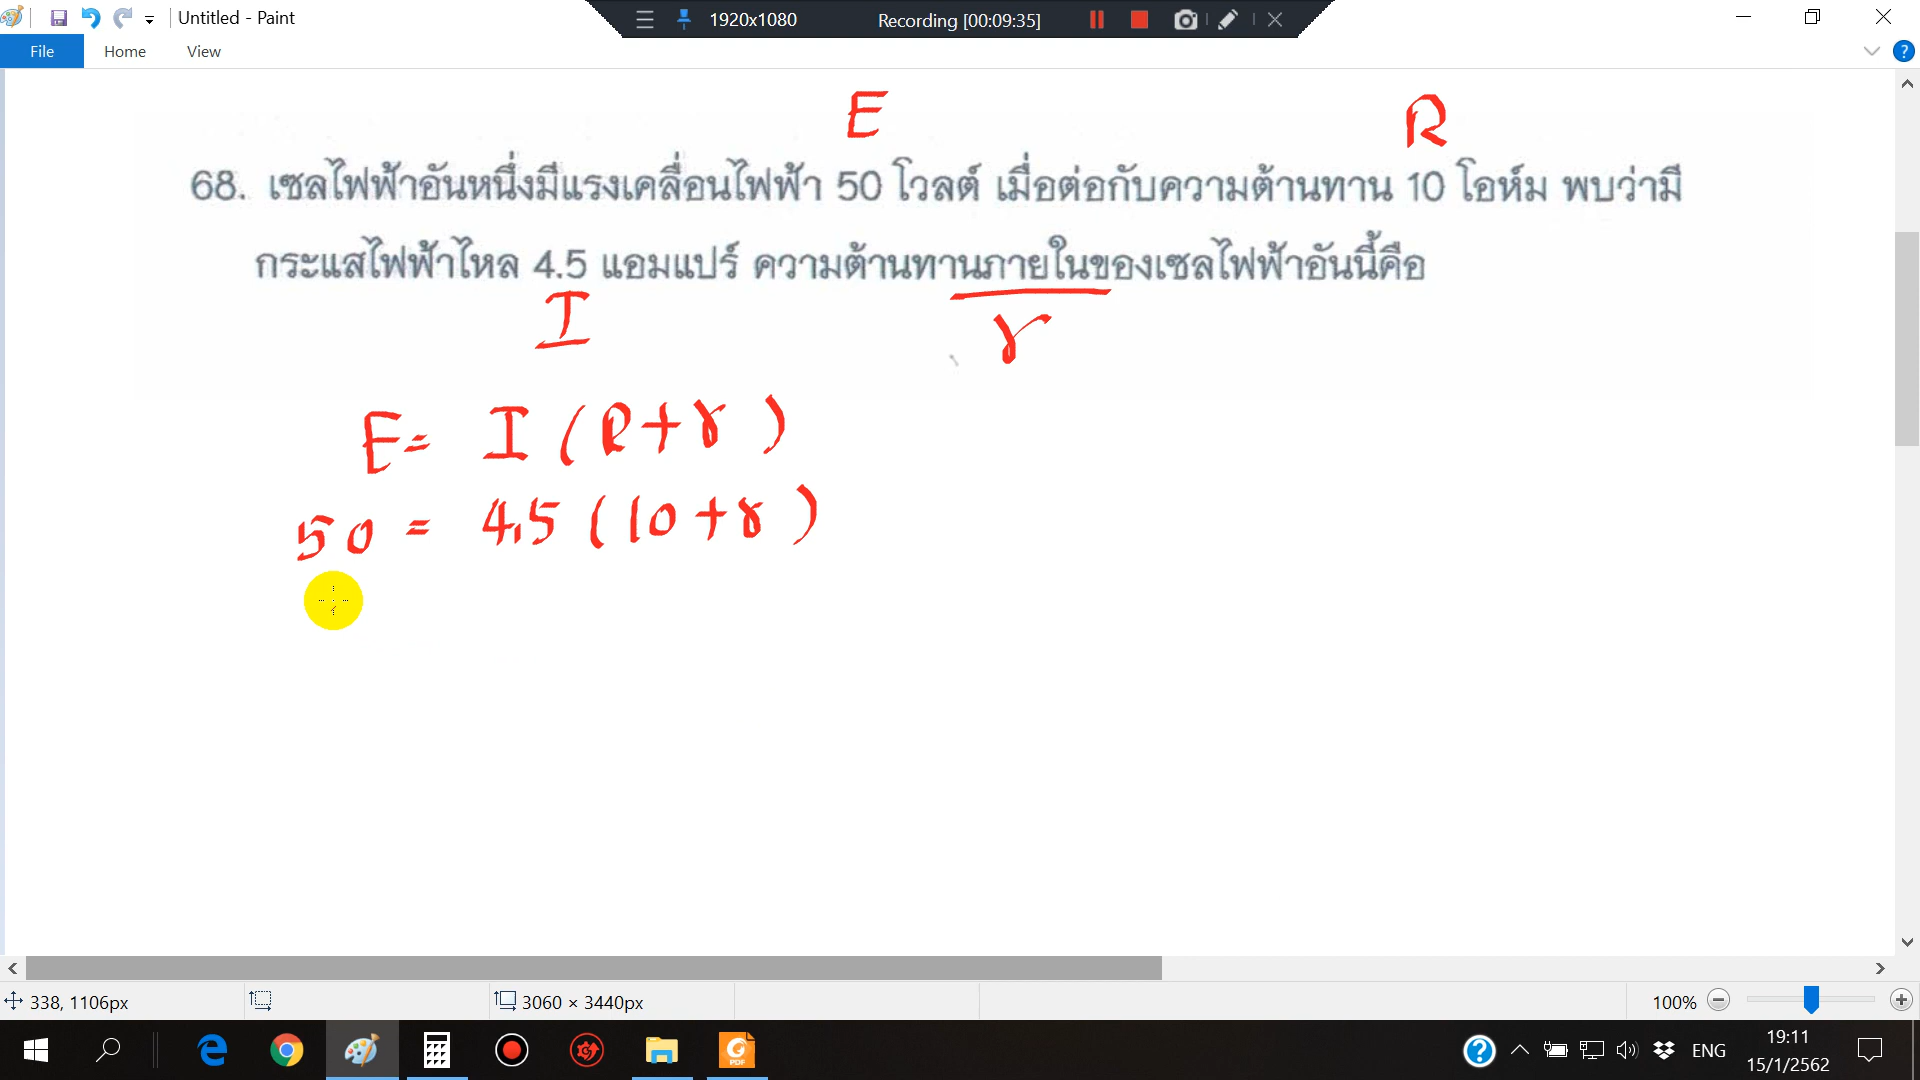 Untitled - Paint
1920x1080
Recording [00:09:35]
File
Home
View
E
R
68. เซลไฟฟ้าอันหนึ่งมีแรงเคลื่อนไฟฟ้า 50 โวลต์ เมื่อต่อกับความต้านทาน 10 โอห์ม พบว่ามี
กระแสไฟฟ้าไหล 4.5 แอมแปร์ ความต้านทานภายในของเซลไฟฟ้าอันนี้คือ
I
r
E = I (R+r)
50 = 4.5 (10+r)
338, 1106px
3060 × 3440px
100%
PDF
ENG
19:11
15/1/2562